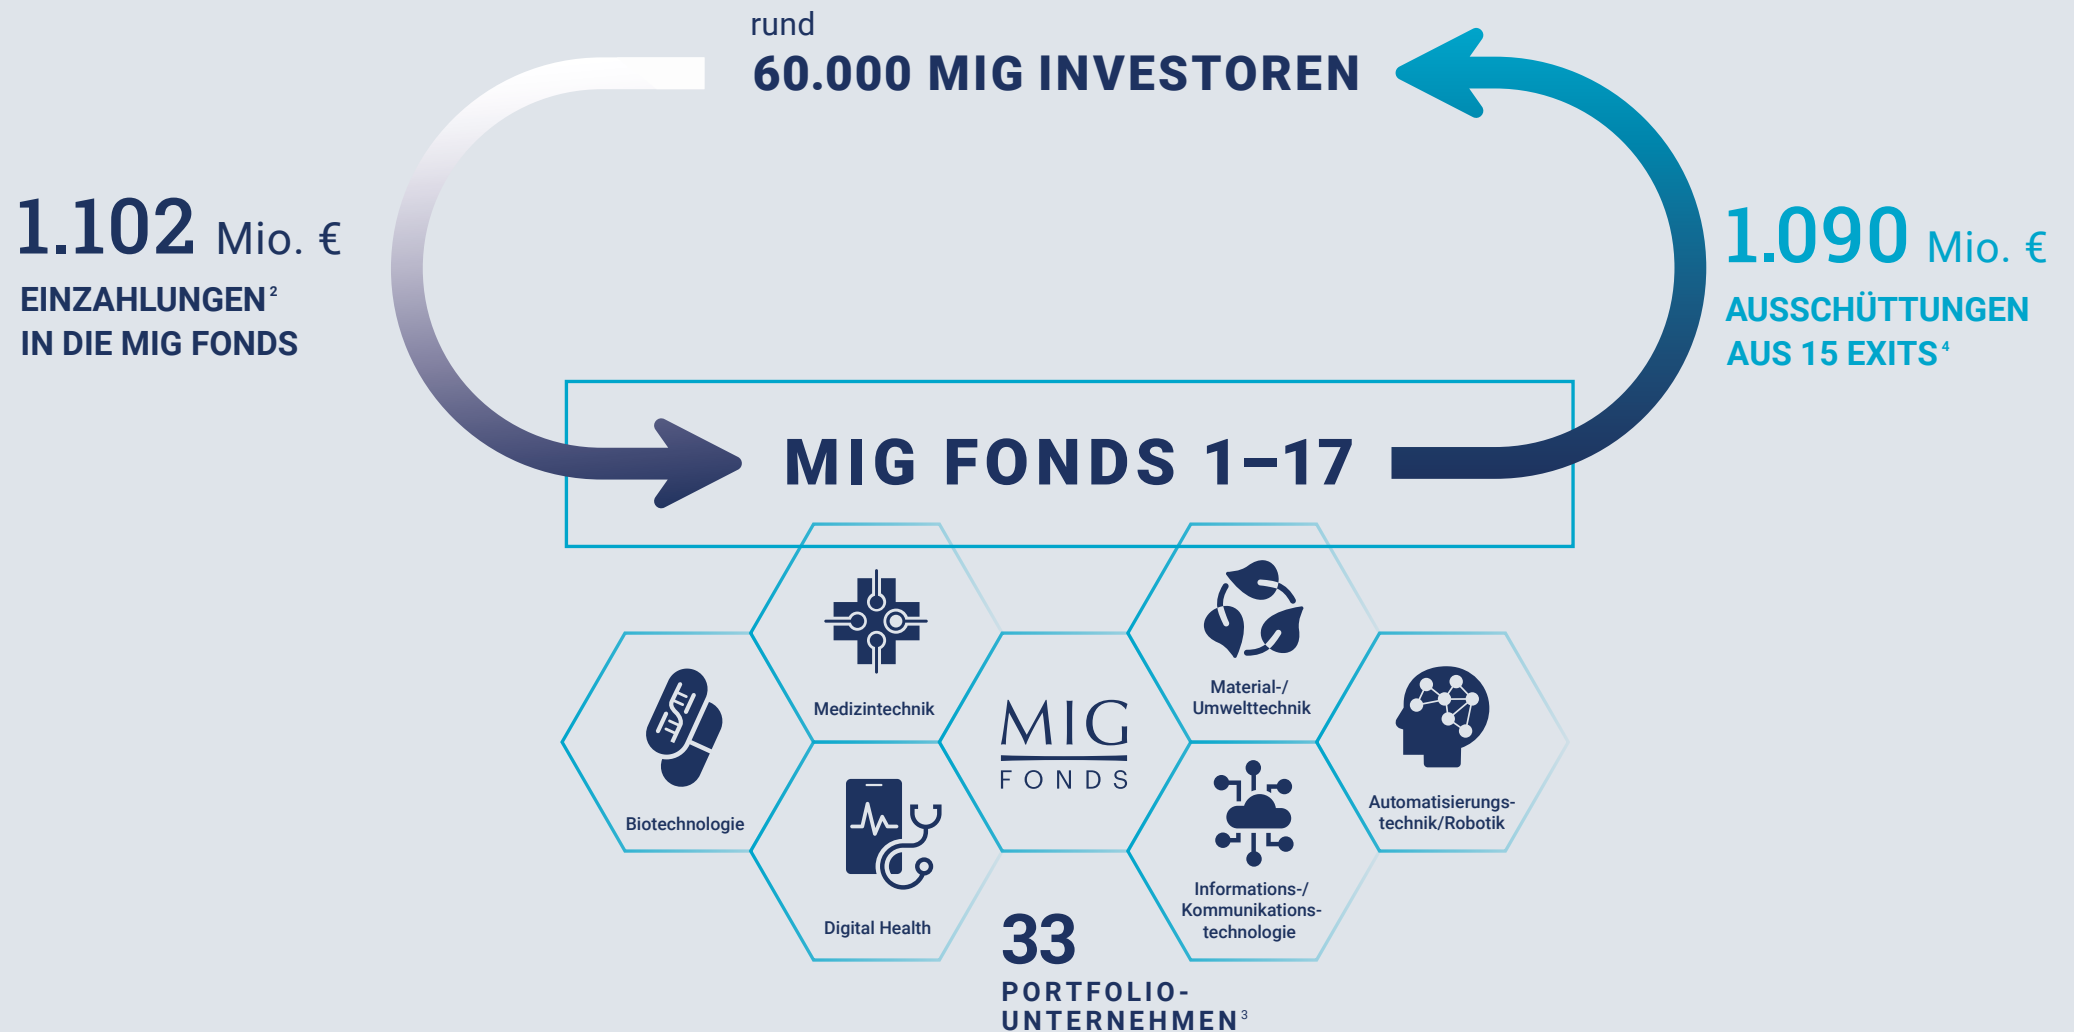 rund
60.000 MIG INVESTOREN
1.102 Mio. €
EINZAHLUNGEN²
IN DIE MIG FONDS
1.090 Mio. €
AUSSCHÜTTUNGEN
AUS 15 EXITS⁴
MIG FONDS 1–17
Medizintechnik
Material-/
Umwelttechnik
Biotechnologie
MIG
FONDS
Automatisierungs-
technik/Robotik
Digital Health
Informations-/
Kommunikations-
technologie
33
PORTFOLIO-
UNTERNEHMEN³